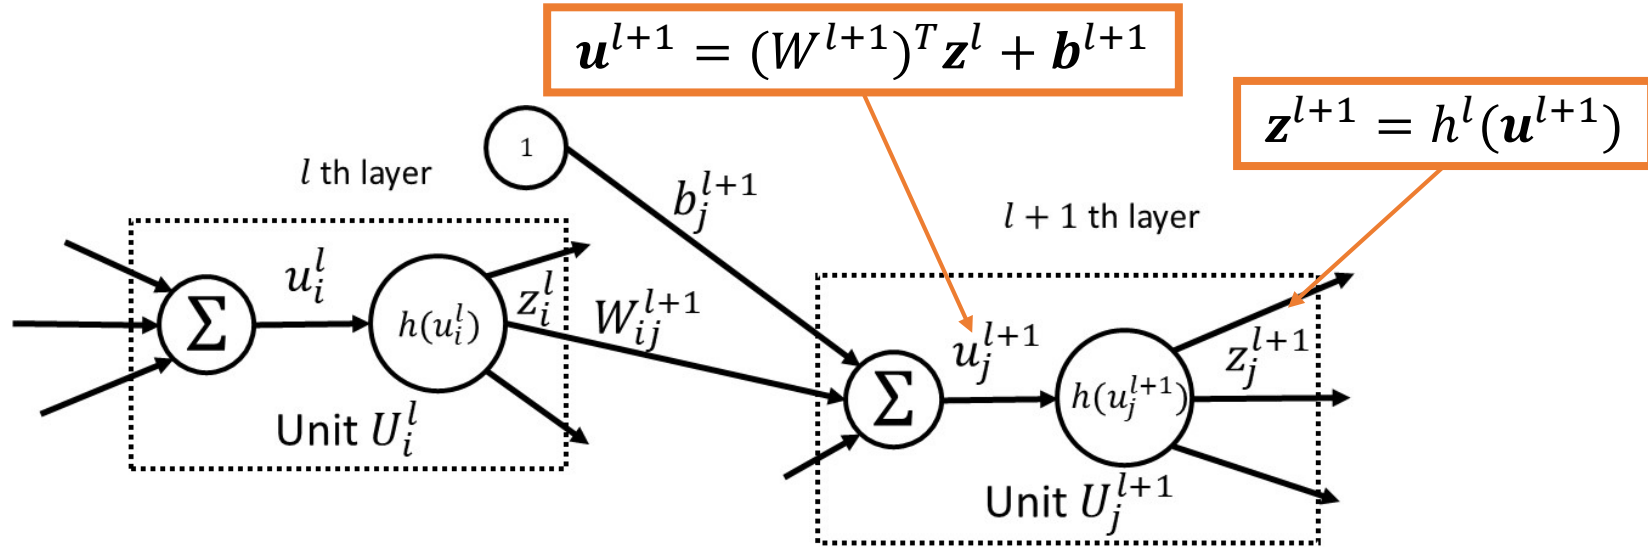 𝒖^{l+1} = (W^{l+1})^T 𝒛^l + 𝒃^{l+1}
𝒛^{l+1} = h^l(𝒖^{l+1})
1
l th layer
b_j^{l+1}
l + 1 th layer
u_i^l
z_i^l
W_{ij}^{l+1}
Σ
h(u_i^l)
u_j^{l+1}
z_j^{l+1}
Σ
h(u_j^{l+1})
Unit U_i^l
Unit U_j^{l+1}